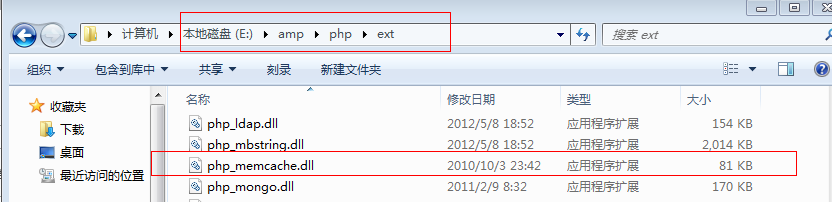 计算机 本地磁盘 (E:) amp php ext 搜索 ext
组织 包含到库中 共享 刻录 新建文件夹
收藏夹 名称 修改日期 类型 大小
下载 php_ldap.dll 2012/5/8 18:52 应用程序扩展 154 KB
桌面 php_mbstring.dll 2012/5/8 18:52 应用程序扩展 2,014 KB
最近访问的位置 php_memcache.dll 2010/10/3 23:42 应用程序扩展 81 KB
php_mongo.dll 2011/2/9 8:32 应用程序扩展 170 KB